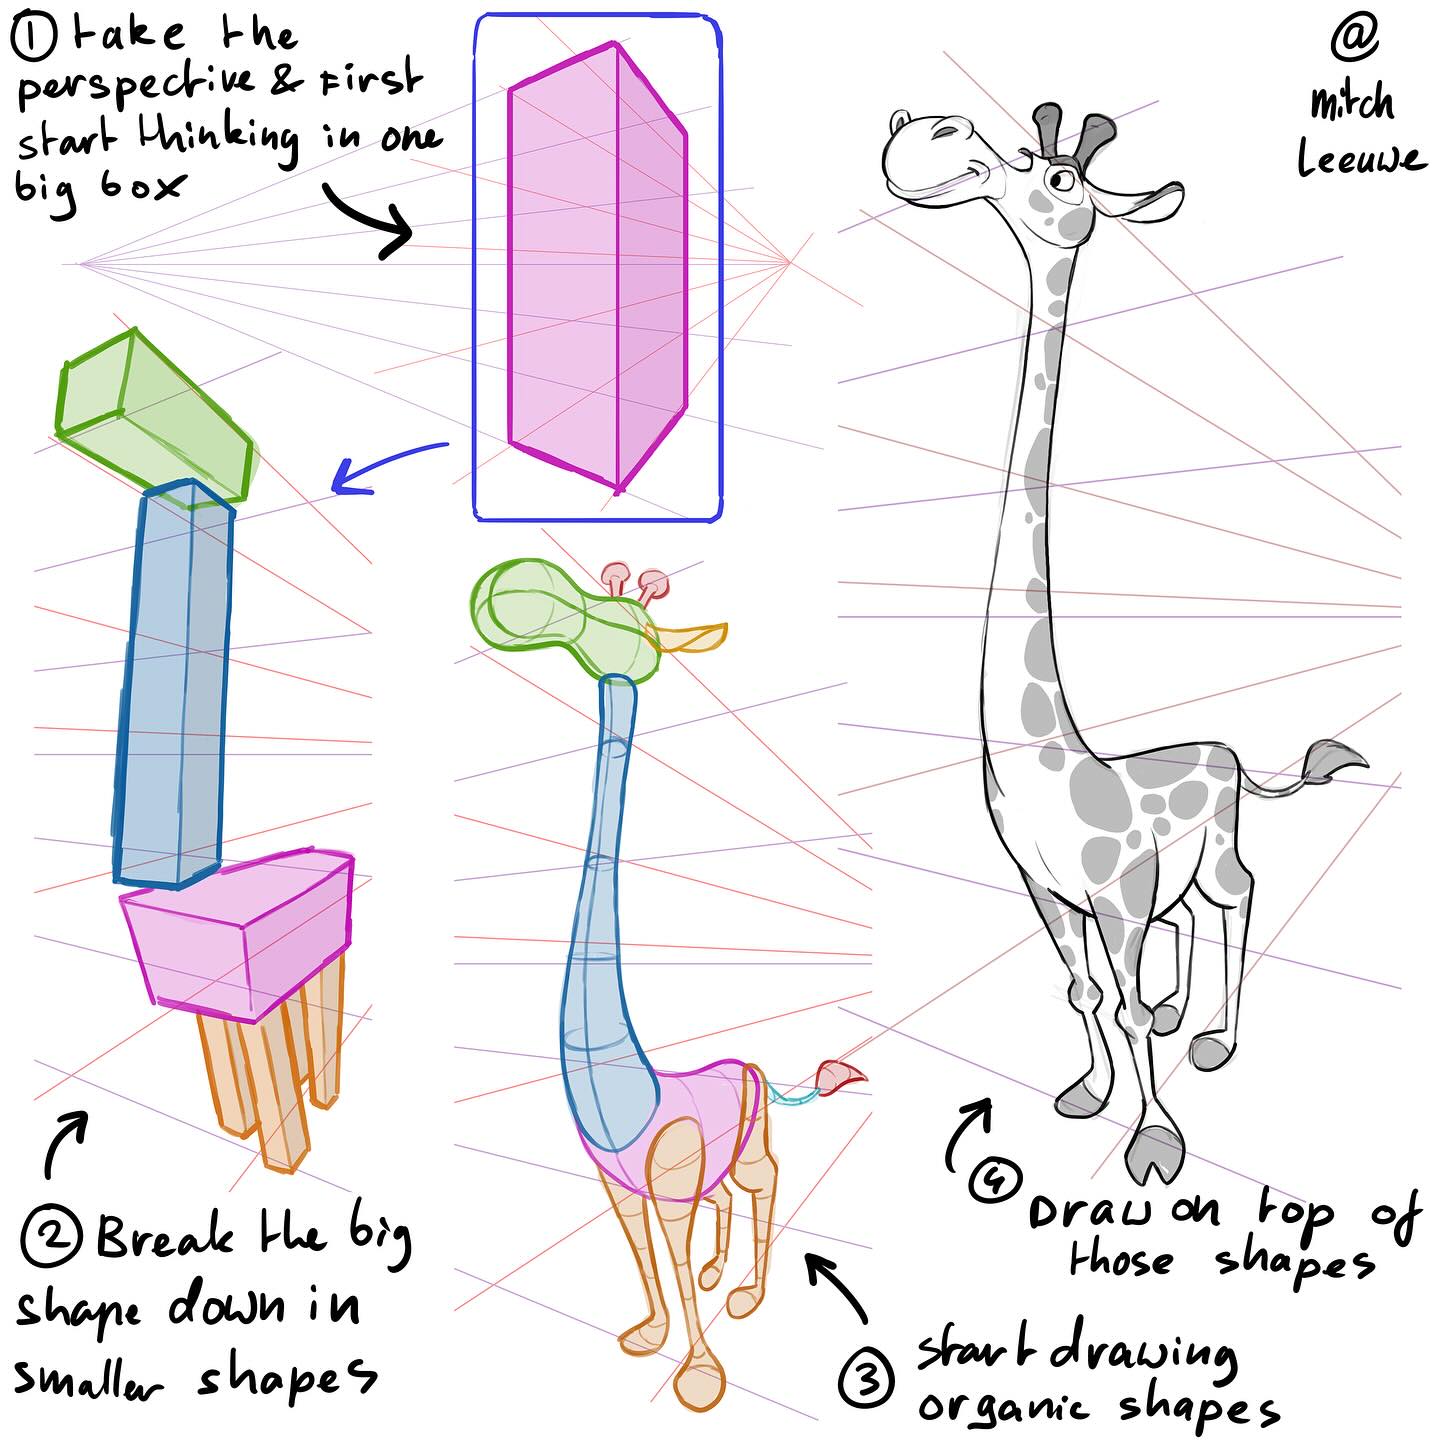 ① take the
perspective & First
start thinking in one
big box
@
mitch
Leeuwe
② Break the big
shape down in
smaller shapes
③ start drawing
organic shapes
④ Draw on top of
those shapes